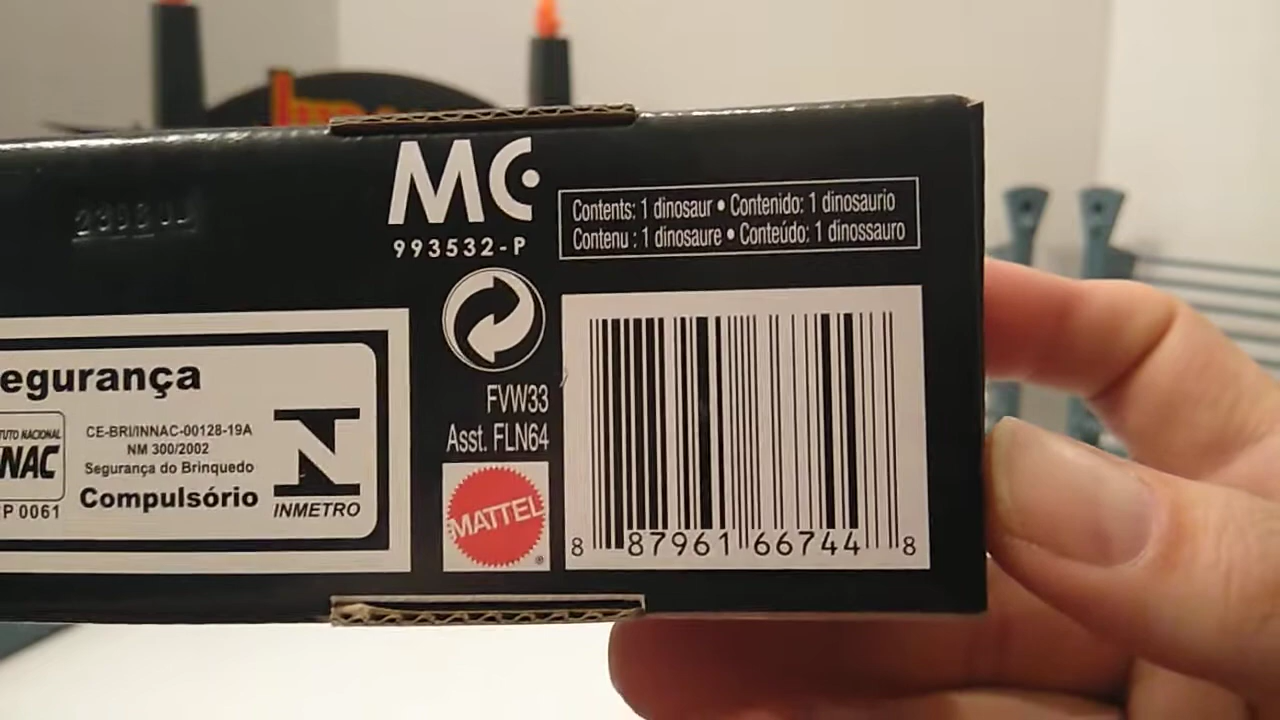 MC
993532-P
Contents: 1 dinosaur • Contenido: 1 dinosaurio
Contenu : 1 dinosaure • Conteúdo: 1 dinossauro
egurança
TUTO NACIONAL
NAC
P 0061
CE-BRI/INNAC-00128-19A
NM 300/2002
Segurança do Brinquedo
Compulsório
INMETRO
FVW33
Asst. FLN64
MATTEL
8 87961 66744 8